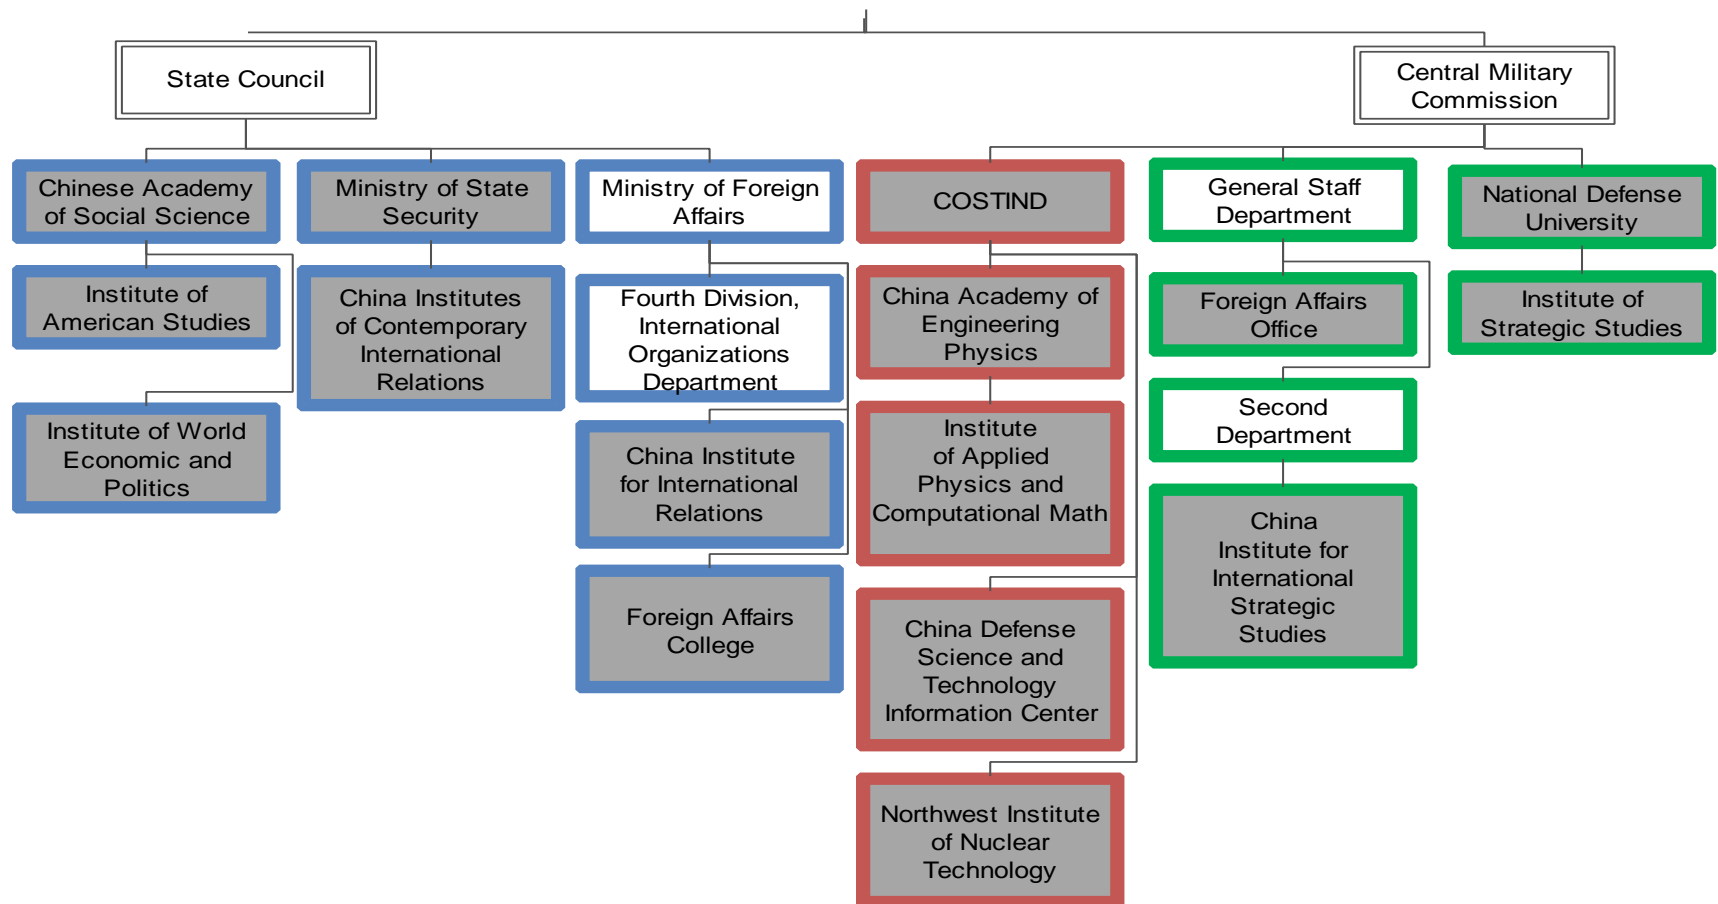 State Council
Central Military
Commission
Chinese Academy
of Social Science
Ministry of State
Security
Ministry of Foreign
Affairs
COSTIND
General Staff
Department
National Defense
University
Institute of
American Studies
China Institutes
of Contemporary
International
Relations
Fourth Division,
International
Organizations
Department
China Academy of
Engineering
Physics
Foreign Affairs
Office
Institute of
Strategic Studies
Institute of World
Economic and
Politics
China Institute
for International
Relations
Institute
of Applied
Physics and
Computational Math
Second
Department
Foreign Affairs
College
China Defense
Science and
Technology
Information Center
China
Institute for
International
Strategic
Studies
Northwest Institute
of Nuclear
Technology